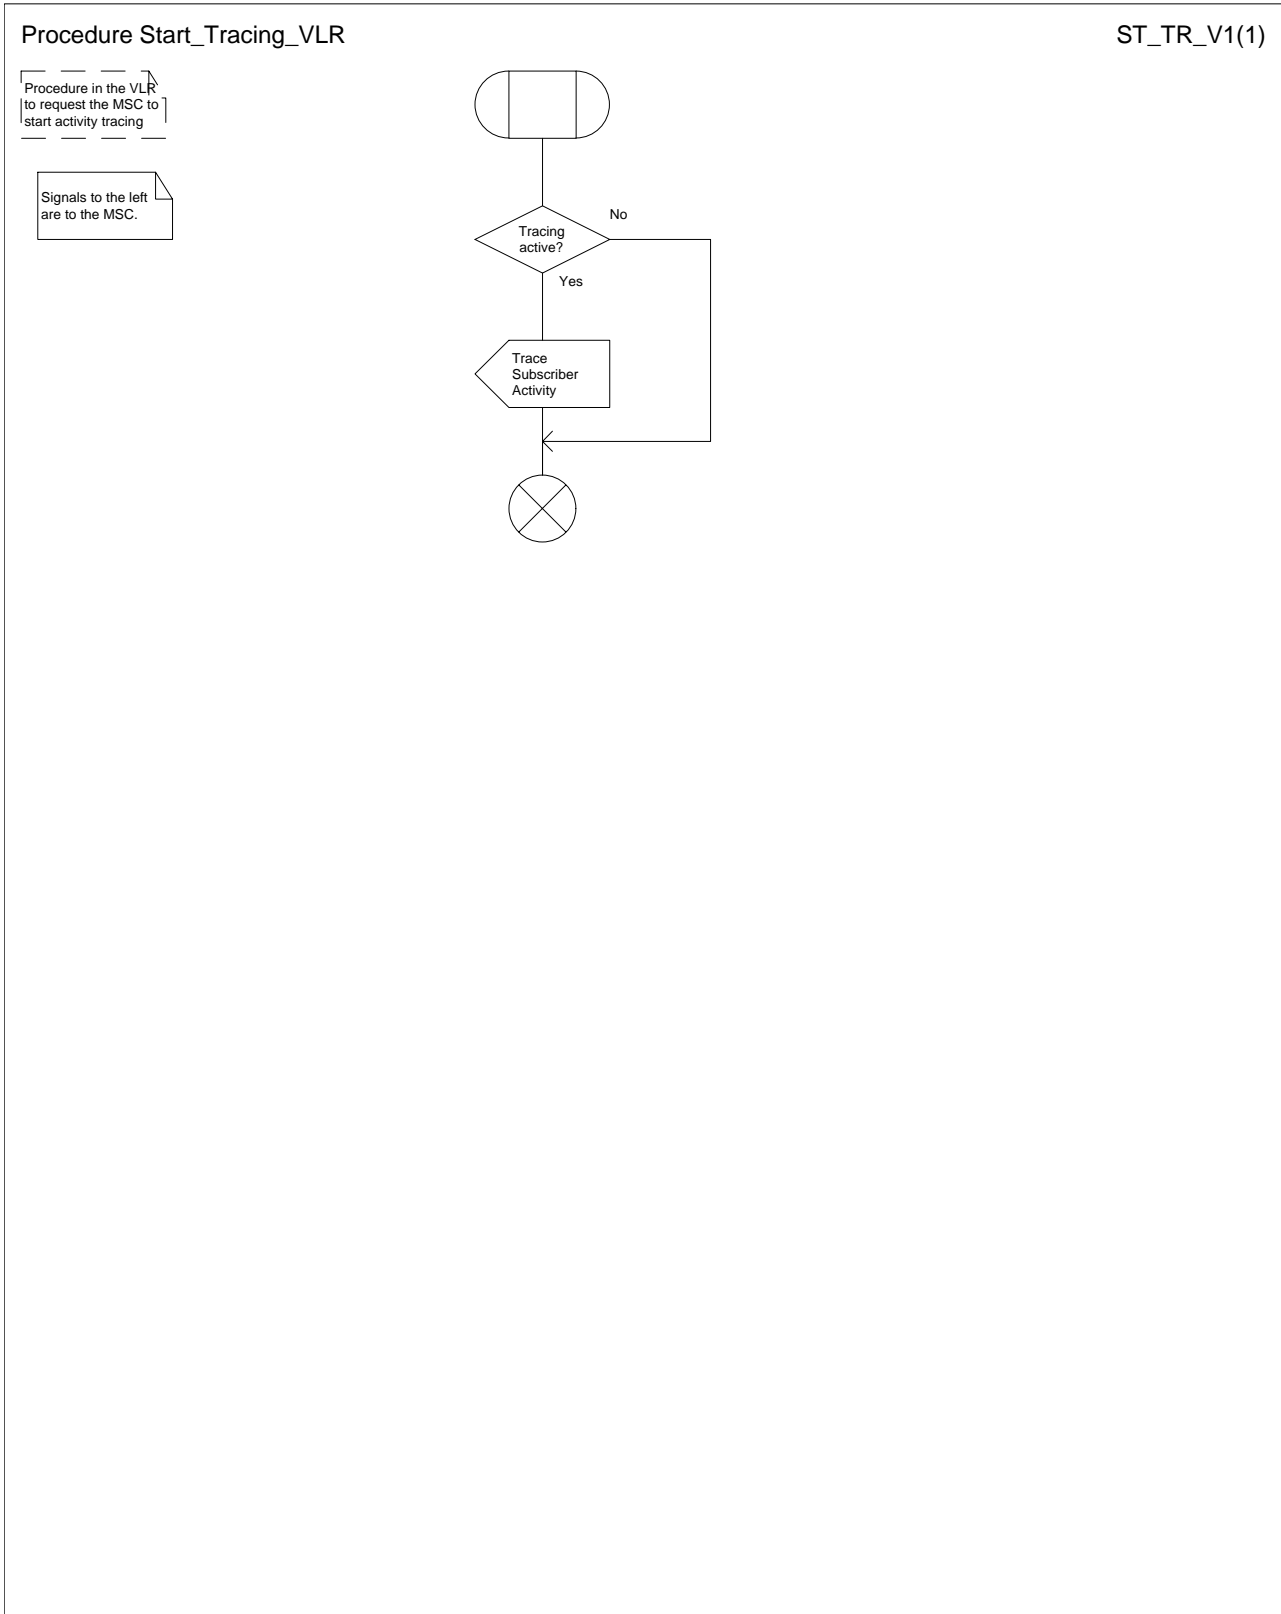 Procedure Start_Tracing_VLR
ST_TR_V1(1)
Procedure in the VLR
to request the MSC to
start activity tracing
Signals to the left
are to the MSC.
No
Tracing
active?
Yes
Trace
Subscriber
Activity